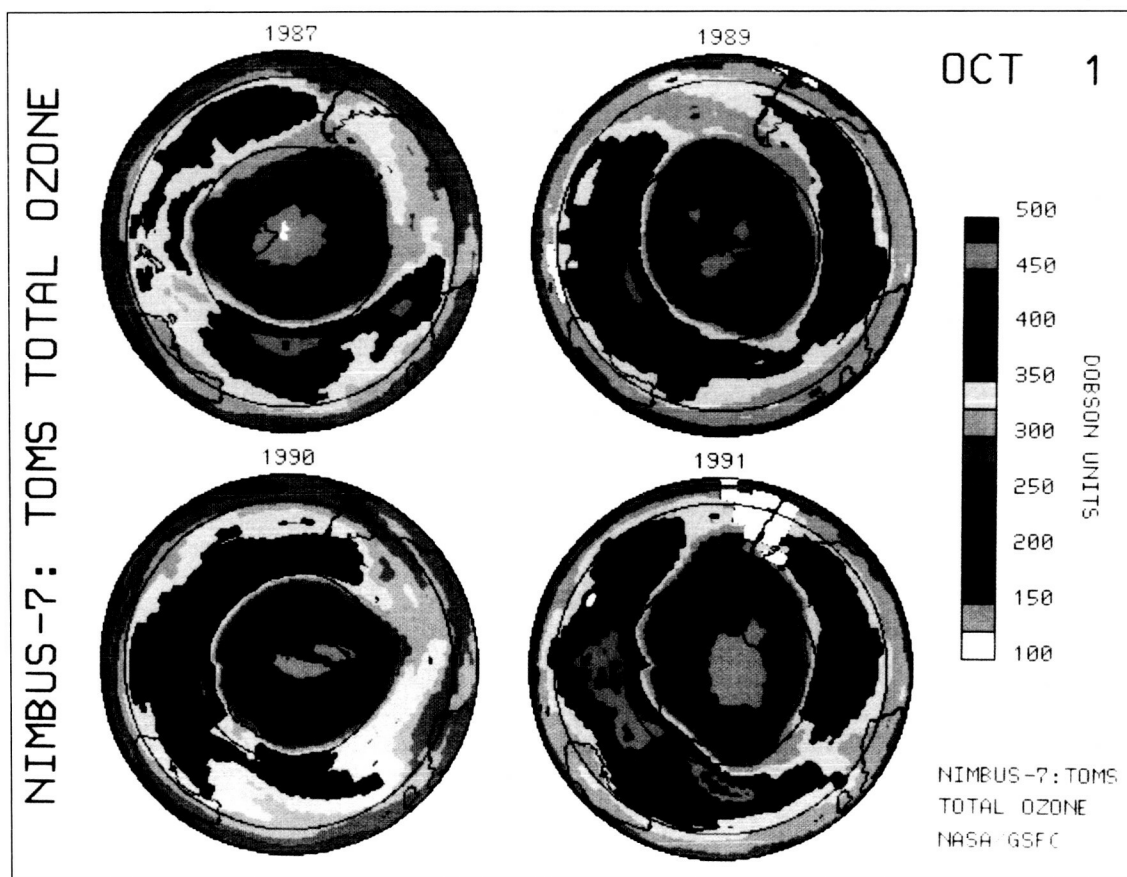 NIMBUS-7: TOMS TOTAL OZONE
1987
1989
OCT 1
1990
1991
500
450
400
350
300
250
200
150
100
DOBSON UNITS
NIMBUS-7:TOMS
TOTAL OZONE
NASA/GSFC